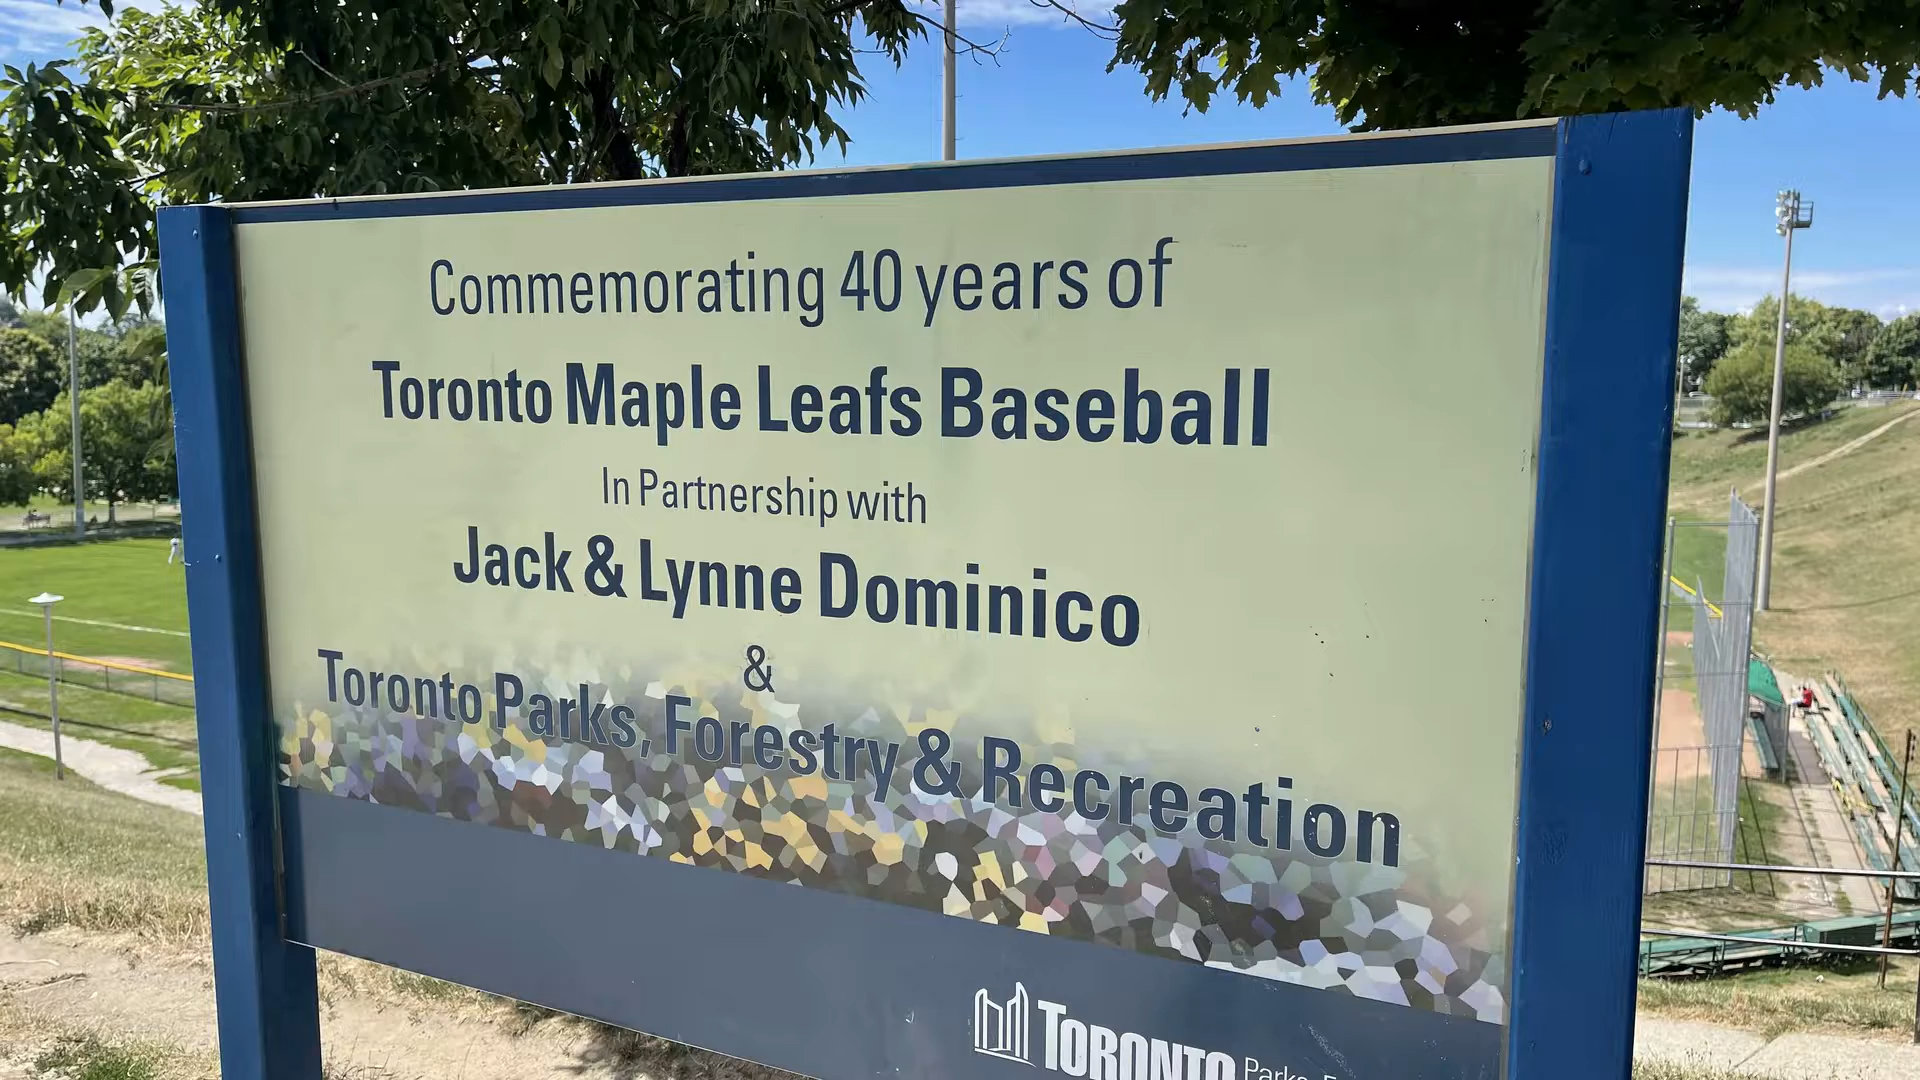 Commemorating 40 years of
Toronto Maple Leafs Baseball
In Partnership with
Jack & Lynne Dominico
&
Toronto Parks, Forestry & Recreation
TORONTO Parks,